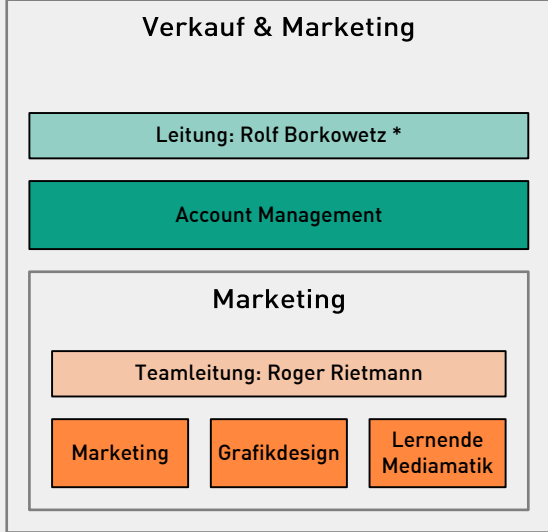 Verkauf & Marketing
Leitung: Rolf Borkowetz *
Account Management
Marketing
Teamleitung: Roger Rietmann
Marketing
Grafikdesign
Lernende
Mediamatik